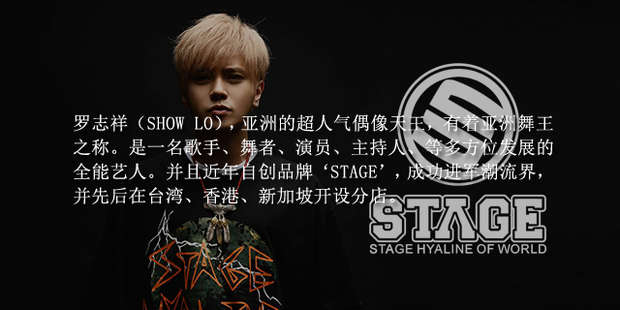 罗志祥（SHOW LO），亚洲的超人气偶像天王，有着亚洲舞王
之称。是一名歌手、舞者、演员、主持人、等多方位发展的
全能艺人。并且近年自创品牌‘STAGE’,成功进军潮流界，
并先后在台湾、香港、新加坡开设分店。
S
STAGE
STAGE HYALINE OF WORLD
STAGE